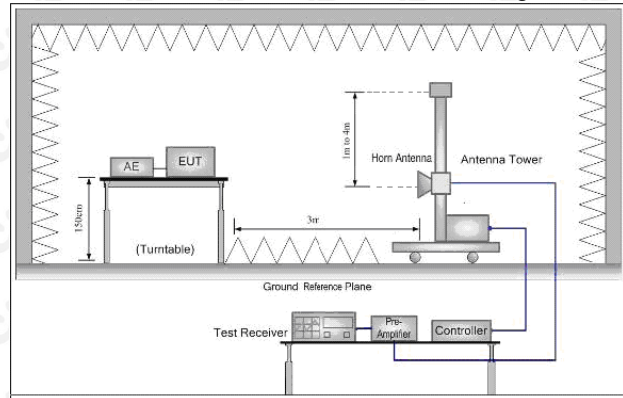 1m to 4m
Horn Antenna
Antenna Tower
AE
EUT
150cm
(Turntable)
3m
Ground Reference Plane
Test Receiver
Pre-
Amplifier
Controller